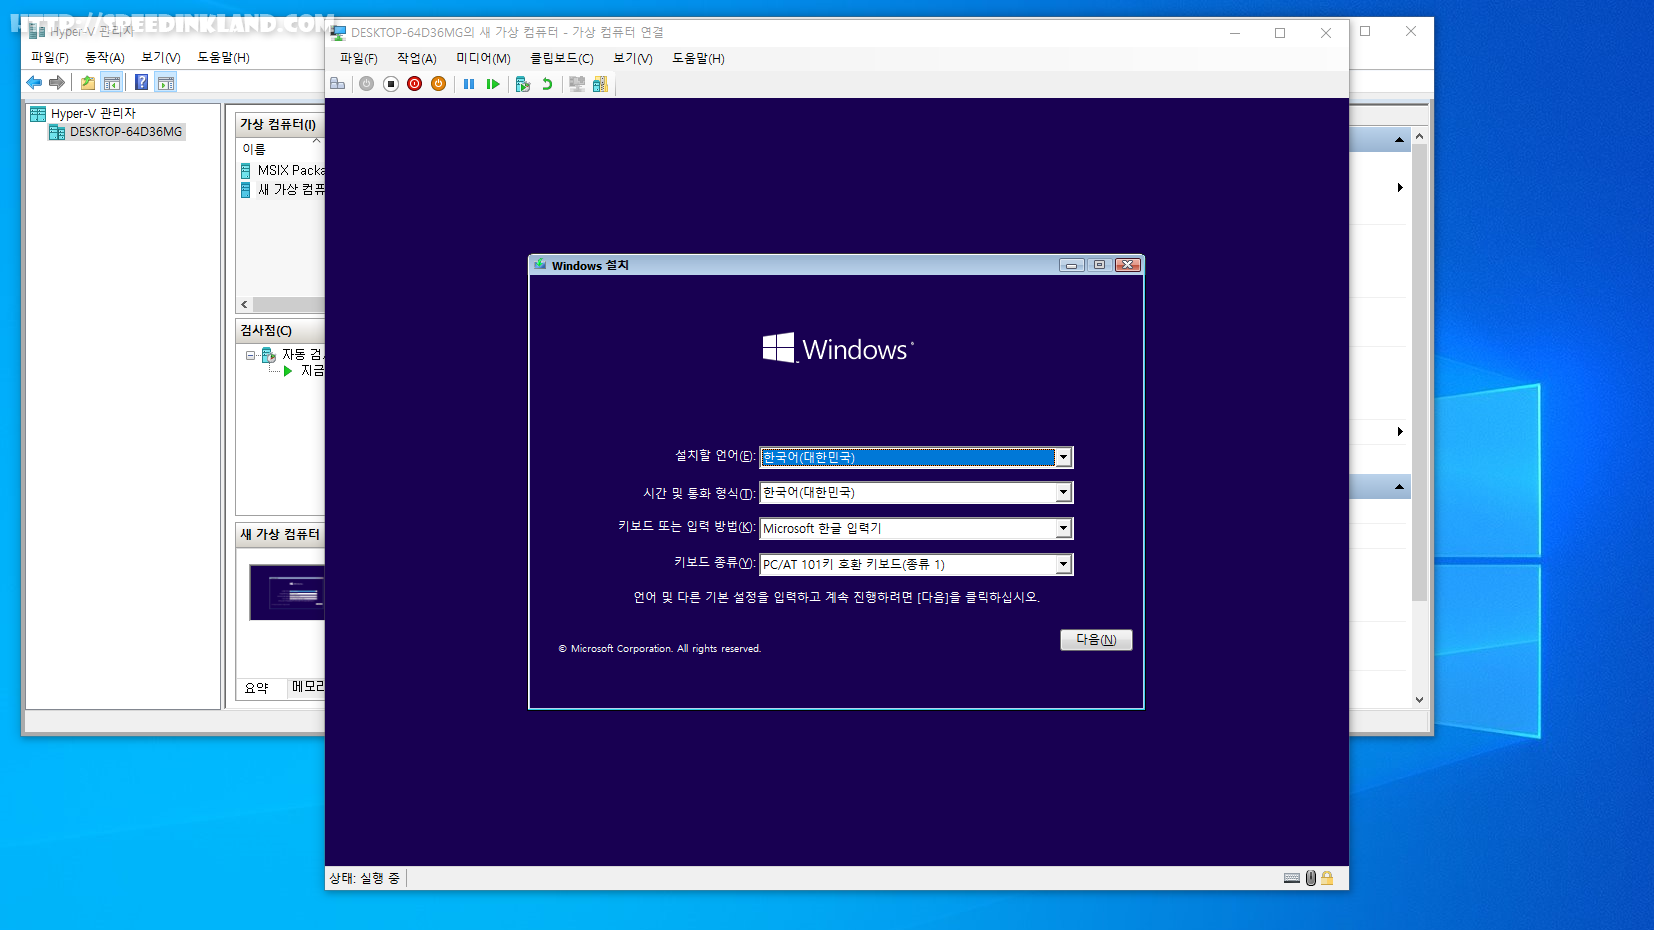 HTTP://SPEEDINKLAND.COM
Hyper-V 관리자
파일(F) 동작(A) 보기(V) 도움말(H)
Hyper-V 관리자
DESKTOP-64D36MG
가상 컴퓨터(I)
이름
MSIX Packa
새 가상 컴퓨
검사점(C)
자동 검
지금
새 가상 컴퓨터
요약 메모리
DESKTOP-64D36MG의 새 가상 컴퓨터 - 가상 컴퓨터 연결
파일(F) 작업(A) 미디어(M) 클립보드(C) 보기(V) 도움말(H)
Windows 설치
Windows
설치할 언어(E): 한국어(대한민국)
시간 및 통화 형식(T): 한국어(대한민국)
키보드 또는 입력 방법(K): Microsoft 한글 입력기
키보드 종류(Y): PC/AT 101키 호환 키보드(종류 1)
언어 및 다른 기본 설정을 입력하고 계속 진행하려면 [다음]을 클릭하십시오.
다음(N)
© Microsoft Corporation. All rights reserved.
상태: 실행 중